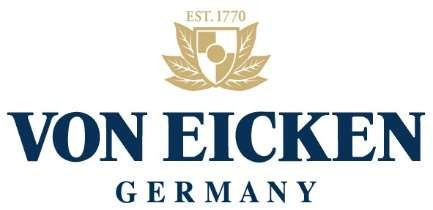 EST. 1770
VON EICKEN
GERMANY